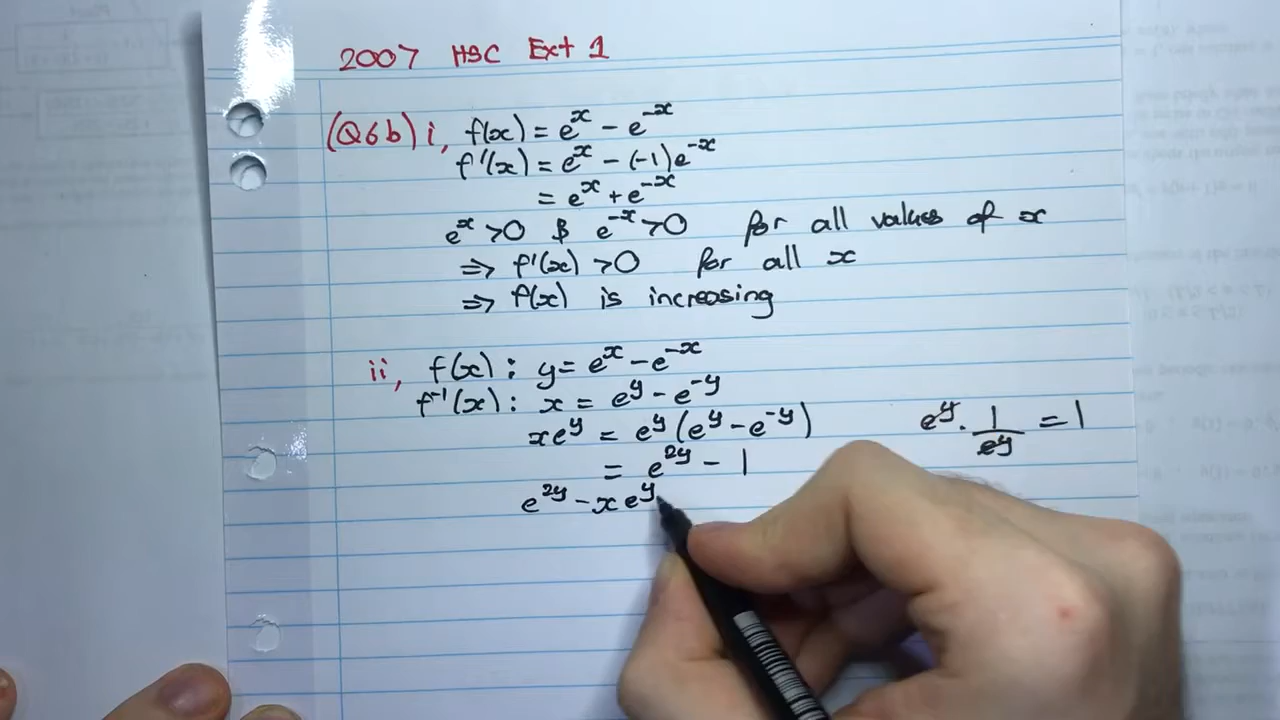 2007 HSC Ext 1
(Q6b) i, f(x) = e^x - e^-x
f'(x) = e^x - (-1)e^-x
= e^x + e^-x
e^x >0 & e^-x >0 for all values of x
⇒ f'(x) >0 for all x
⇒ f(x) is increasing
ii, f(x): y = e^x - e^-x
f^-1(x): x = e^y - e^-y
xe^y = e^y (e^y - e^-y) e^y . 1/e^y = 1
= e^2y - 1
e^2y - x e^y